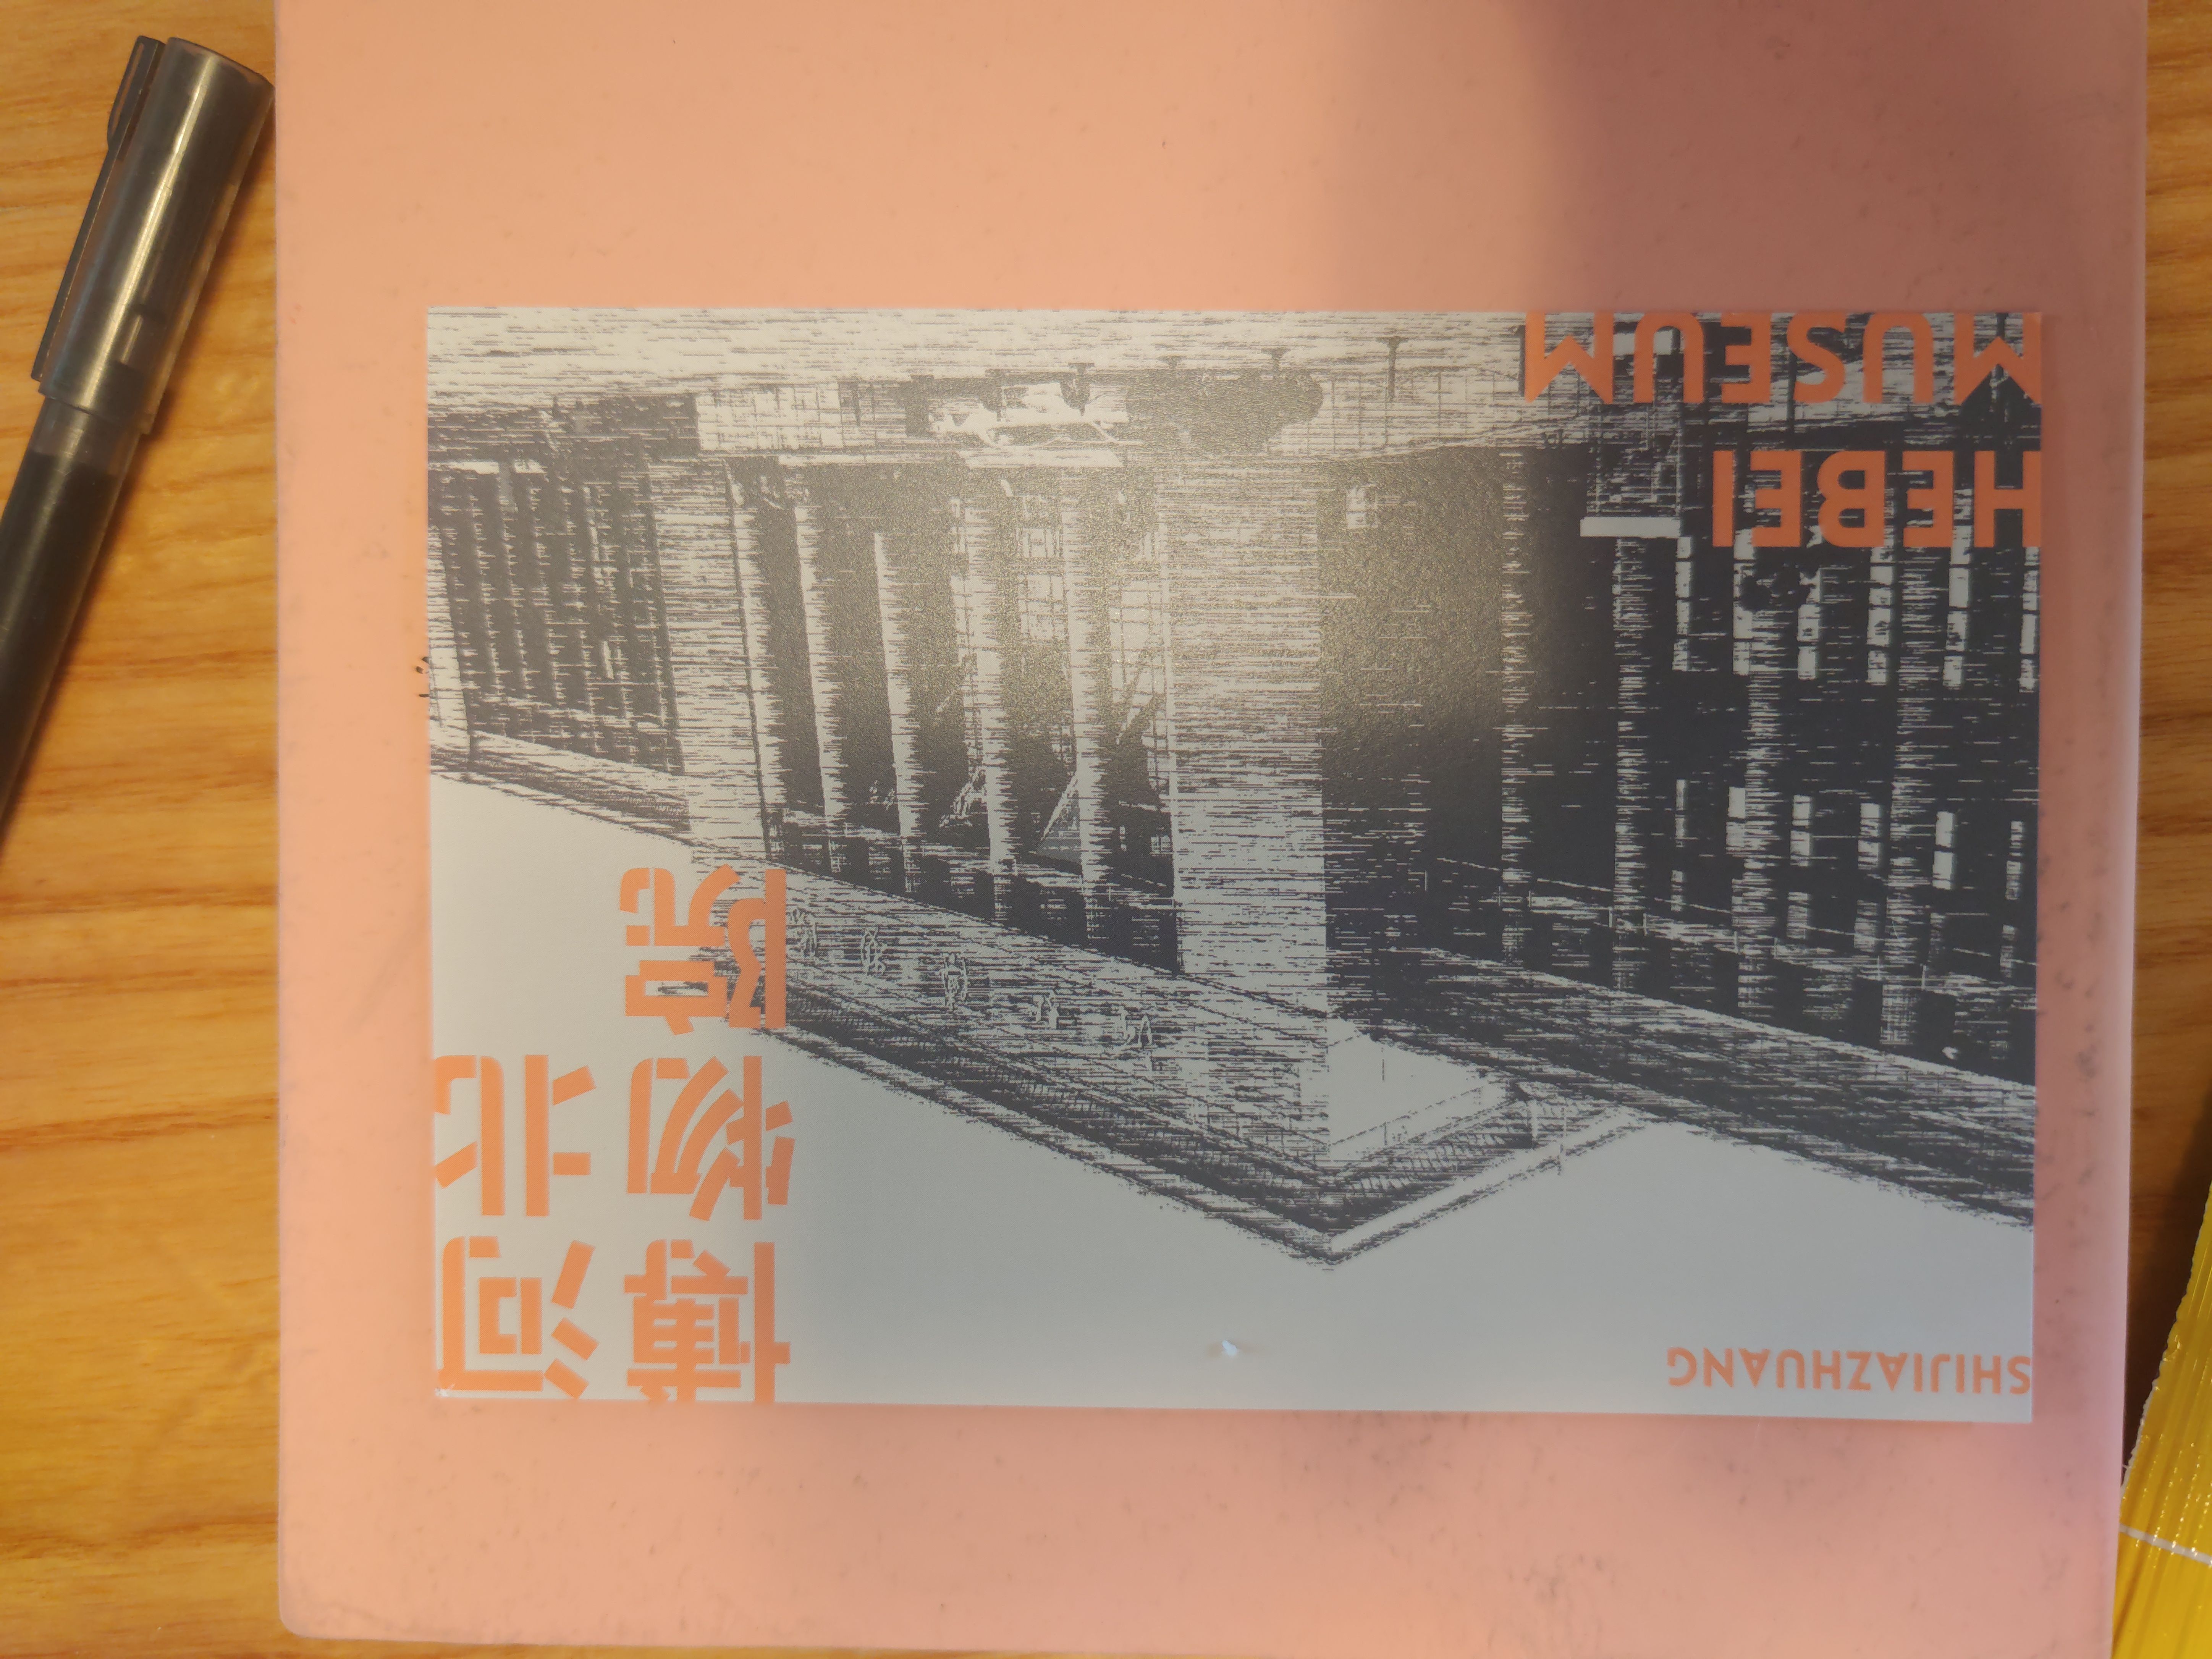 SHIJIAZHUANG
河北
博物院
HEBEI
MUSEUM